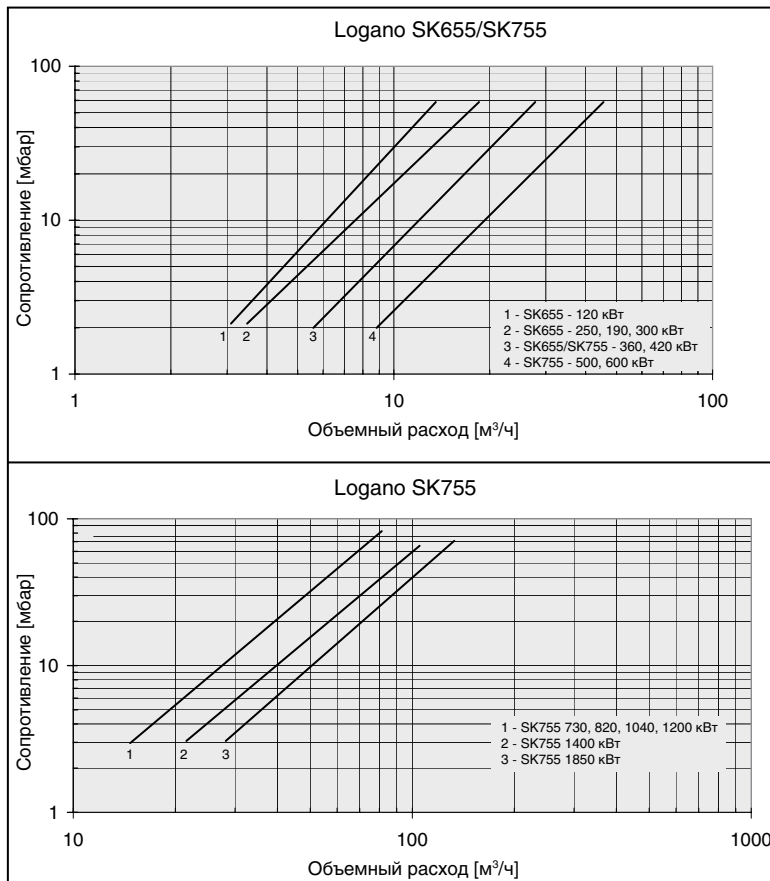 Logano SK655/SK755
100
10
1
Сопротивление [мбар]
1 2 3 4
1 - SK655 - 120 кВт
2 - SK655 - 250, 190, 300 кВт
3 - SK655/SK755 - 360, 420 кВт
4 - SK755 - 500, 600 кВт
1 10 100
Объемный расход [м³/ч]
Logano SK755
100
10
1
Сопротивление [мбар]
1 2 3
1 - SK755 730, 820, 1040, 1200 кВт
2 - SK755 1400 кВт
3 - SK755 1850 кВт
10 100 1000
Объемный расход [м³/ч]